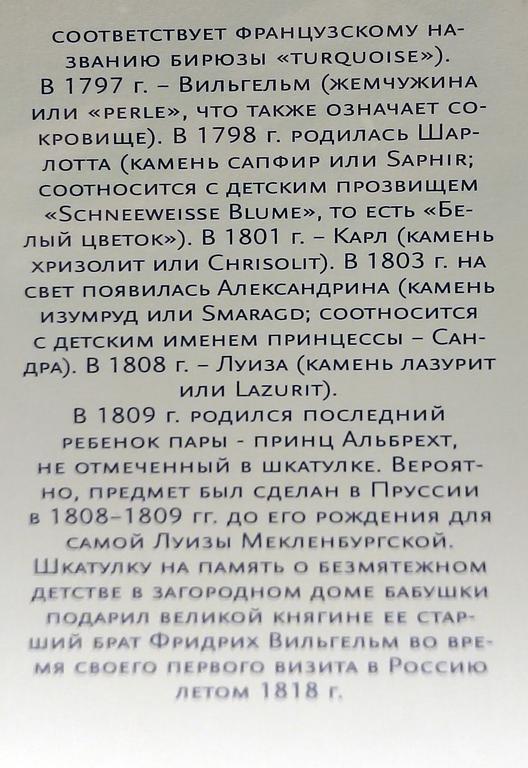 соответствует французскому на-
званию бирюзы «turquoise»).
В 1797 г. – Вильгельм (жемчужина
или «perle», что также означает со-
кровище). В 1798 г. родилась Шар-
лотта (камень сапфир или Saphir;
соотносится с детским прозвищем
«Schneeweisse Blume», то есть «Бе-
лый цветок»). В 1801 г. – Карл (камень
хризолит или Chrisolit). В 1803 г. на
свет появилась Александрина (камень
изумруд или Smaragd; соотносится
с детским именем принцессы – Сан-
дра). В 1808 г. – Луиза (камень лазурит
или Lazurit).
В 1809 г. родился последний
ребенок пары - принц Альбрехт,
не отмеченный в шкатулке. Вероят-
но, предмет был сделан в Пруссии
в 1808–1809 гг. до его рождения для
самой Луизы Мекленбургской.
Шкатулку на память о безмятежном
детстве в загородном доме бабушки
подарил великой княгине ее стар-
ший брат Фридрих Вильгельм во вре-
мя своего первого визита в Россию
летом 1818 г.